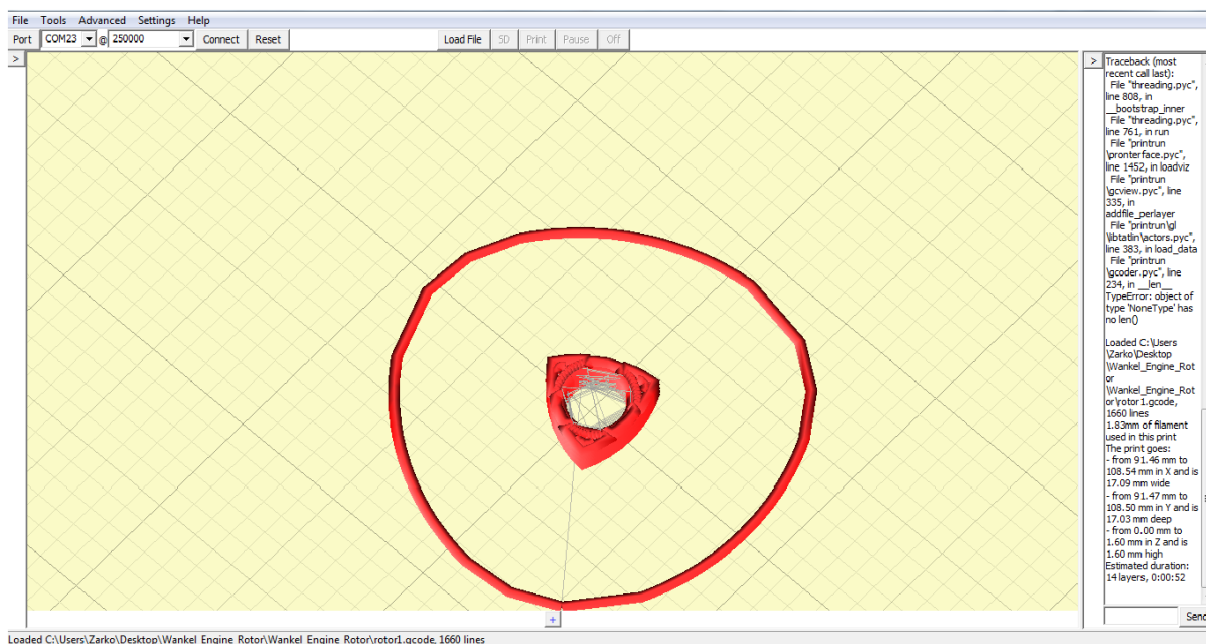 File Tools Advanced Settings Help
Port COM23 @ 250000 Connect Reset Load File SD Print Pause Off
>
>
Traceback (most
recent call last):
File "threading.pyc",
line 808, in
__bootstrap_inner
File "threading.pyc",
line 761, in run
File "printrun
\pronterface.pyc",
line 1452, in loadviz
File "printrun
\gcview.pyc", line
335, in
addfile_perlayer
File "printrun\gl
\libtatlin\actors.pyc",
line 383, in load_data
File "printrun
\gcoder.pyc", line
234, in __len__
TypeError: object of
type 'NoneType' has
no len()
Loaded C:\Users
\Zarko\Desktop
\Wankel_Engine_Rot
or
\Wankel_Engine_Rot
or\rotor1.gcode,
1660 lines
1.83mm of filament
used in this print
The print goes:
- from 91.46 mm to
108.54 mm in X and is
17.09 mm wide
- from 91.47 mm to
108.50 mm in Y and is
17.03 mm deep
- from 0.00 mm to
1.60 mm in Z and is
1.60 mm high
Estimated duration:
14 layers, 0:00:52
+
Send
Loaded C:\Users\Zarko\Desktop\Wankel_Engine_Rotor\Wankel_Engine_Rotor\rotor1.gcode, 1660 lines